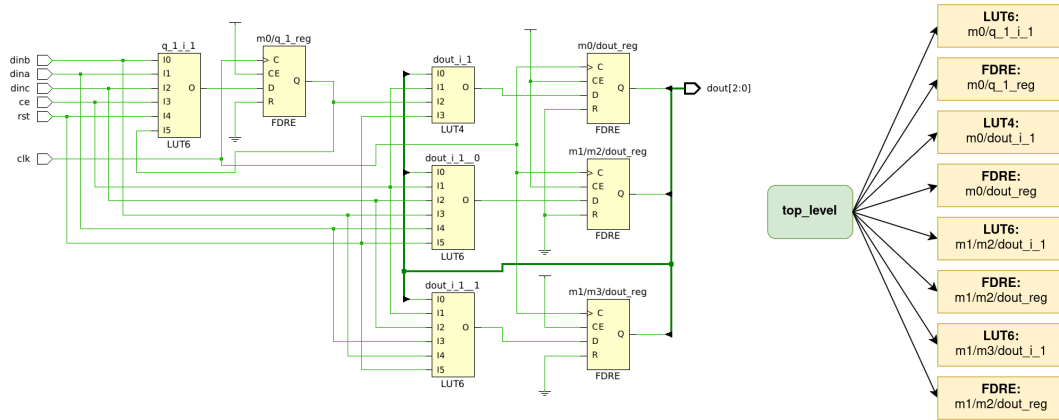 dinb
dina
dinc
ce
rst
clk
q_1_i_1
I0
I1
I2
I3
I4
I5
O
LUT6
m0/q_1_reg
C
CE
D
R
Q
FDRE
dout_i_1
I0
I1
I2
I3
O
LUT4
m0/dout_reg
C
CE
D
R
Q
FDRE
dout[2:0]
dout_i_1__0
I0
I1
I2
I3
I4
I5
O
LUT6
m1/m2/dout_reg
C
CE
D
R
Q
FDRE
dout_i_1__1
I0
I1
I2
I3
I4
I5
O
LUT6
m1/m3/dout_reg
C
CE
D
R
Q
FDRE
top_level
LUT6:
m0/q_1_i_1
FDRE:
m0/q_1_reg
LUT4:
m0/dout_i_1
FDRE:
m0/dout_reg
LUT6:
m1/m2/dout_i_1
FDRE:
m1/m2/dout_reg
LUT6:
m1/m3/dout_i_1
FDRE:
m1/m2/dout_reg